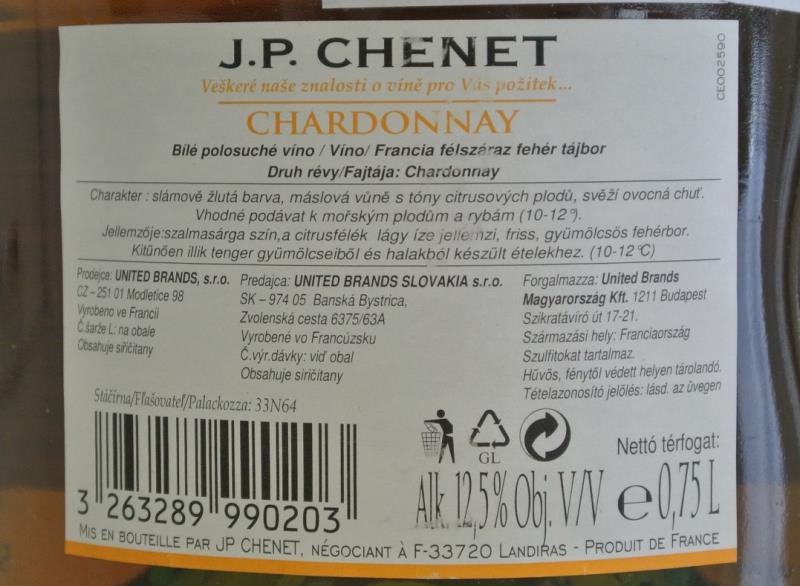 J.P. CHENET
CE002590
Veškeré naše znalosti o víně pro Vás požitek...
CHARDONNAY
Bílé polosuché víno / Víno/ Francia félszáraz fehér tájbor
Druh révy/Fajtája: Chardonnay
Charakter : slámově žlutá barva, máslová vůně s tóny citrusových plodů, svěží ovocná chuť.
Vhodné podávat k mořským plodům a rybám (10-12°).
Jellemzője:szalmasárga szín,a citrusfélék lágy íze jellemzi, friss, gyümölcsös fehérbor.
Kitűnően illik tenger gyümölcseiből és halakból készült ételekhez. (10-12°C)
Prodejce: UNITED BRANDS, s.r.o.
CZ – 251 01 Modletice 98
Vyrobeno ve Francii
Č.šarže L: na obale
Obsahuje siřičitany
Predajca: UNITED BRANDS SLOVAKIA s.r.o.
SK – 974 05 Banská Bystrica,
Zvolenská cesta 6375/63A
Vyrobené vo Francúzsku
Č.výr.dávky: viď obal
Obsahuje siričitany
Forgalmazza: United Brands
Magyarország Kft. 1211 Budapest
Szikratávíró út 17-21.
Származási hely: Franciaország
Szulfitokat tartalmaz.
Hűvös, fénytől védett helyen tárolandó.
Tételazonosító jelölés: lásd. az üvegen
Stáčírna/Fľašovateľ/Palackozza: 33N64
GL
Nettó térfogat:
Alk. 12,5% Obj. V/V e 0,75 L
3 263289 990203
MIS EN BOUTEILLE PAR JP CHENET, NÉGOCIANT À F-33720 LANDIRAS - PRODUIT DE FRANCE